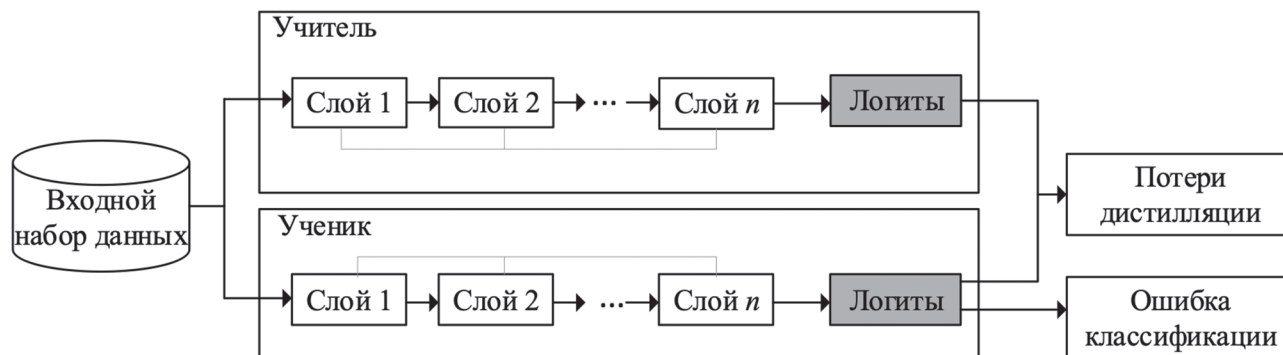 Учитель
Слой 1
Слой 2
...
Слой n
Логиты
Входной
набор данных
Потери
дистилляции
Ученик
Слой 1
Слой 2
...
Слой n
Логиты
Ошибка
классификации